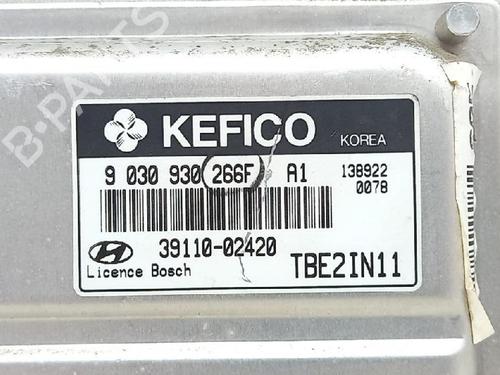 KEFICO KOREA
9 030 930 266F A1 138922
0078
39110-02420
Licence Bosch TBE2IN11
B-PARTS